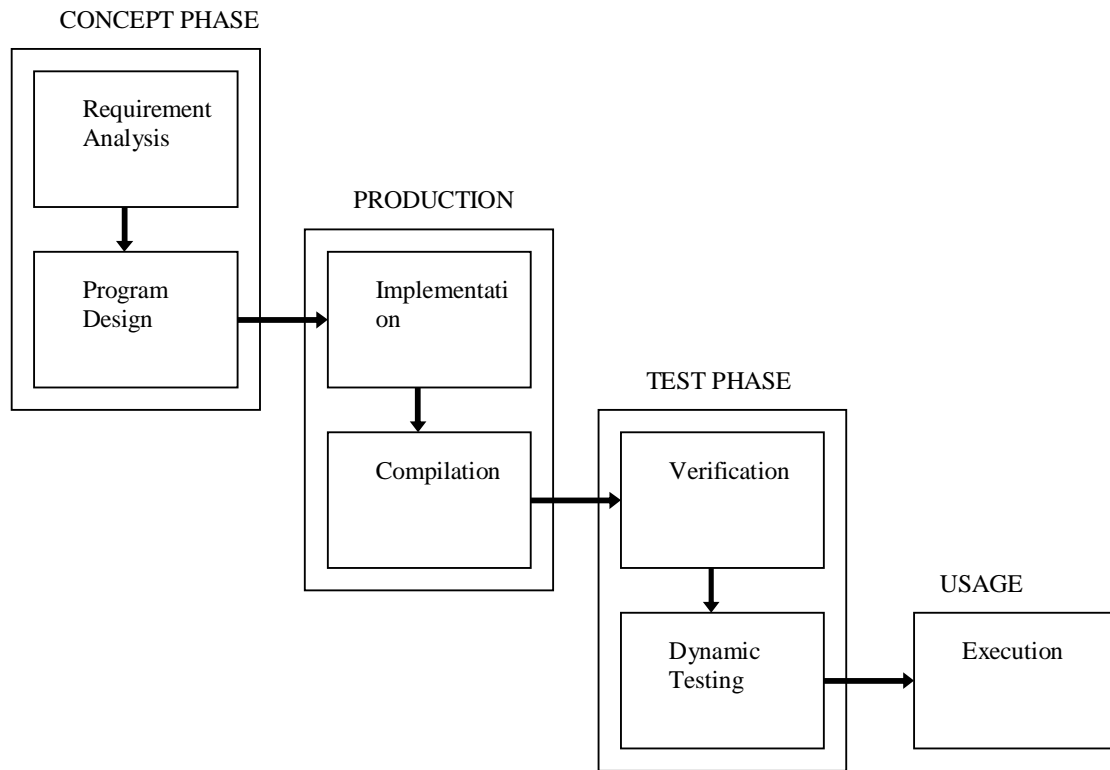 CONCEPT PHASE
Requirement
Analysis
Program
Design
PRODUCTION
Implementati
on
Compilation
TEST PHASE
Verification
Dynamic
Testing
USAGE
Execution